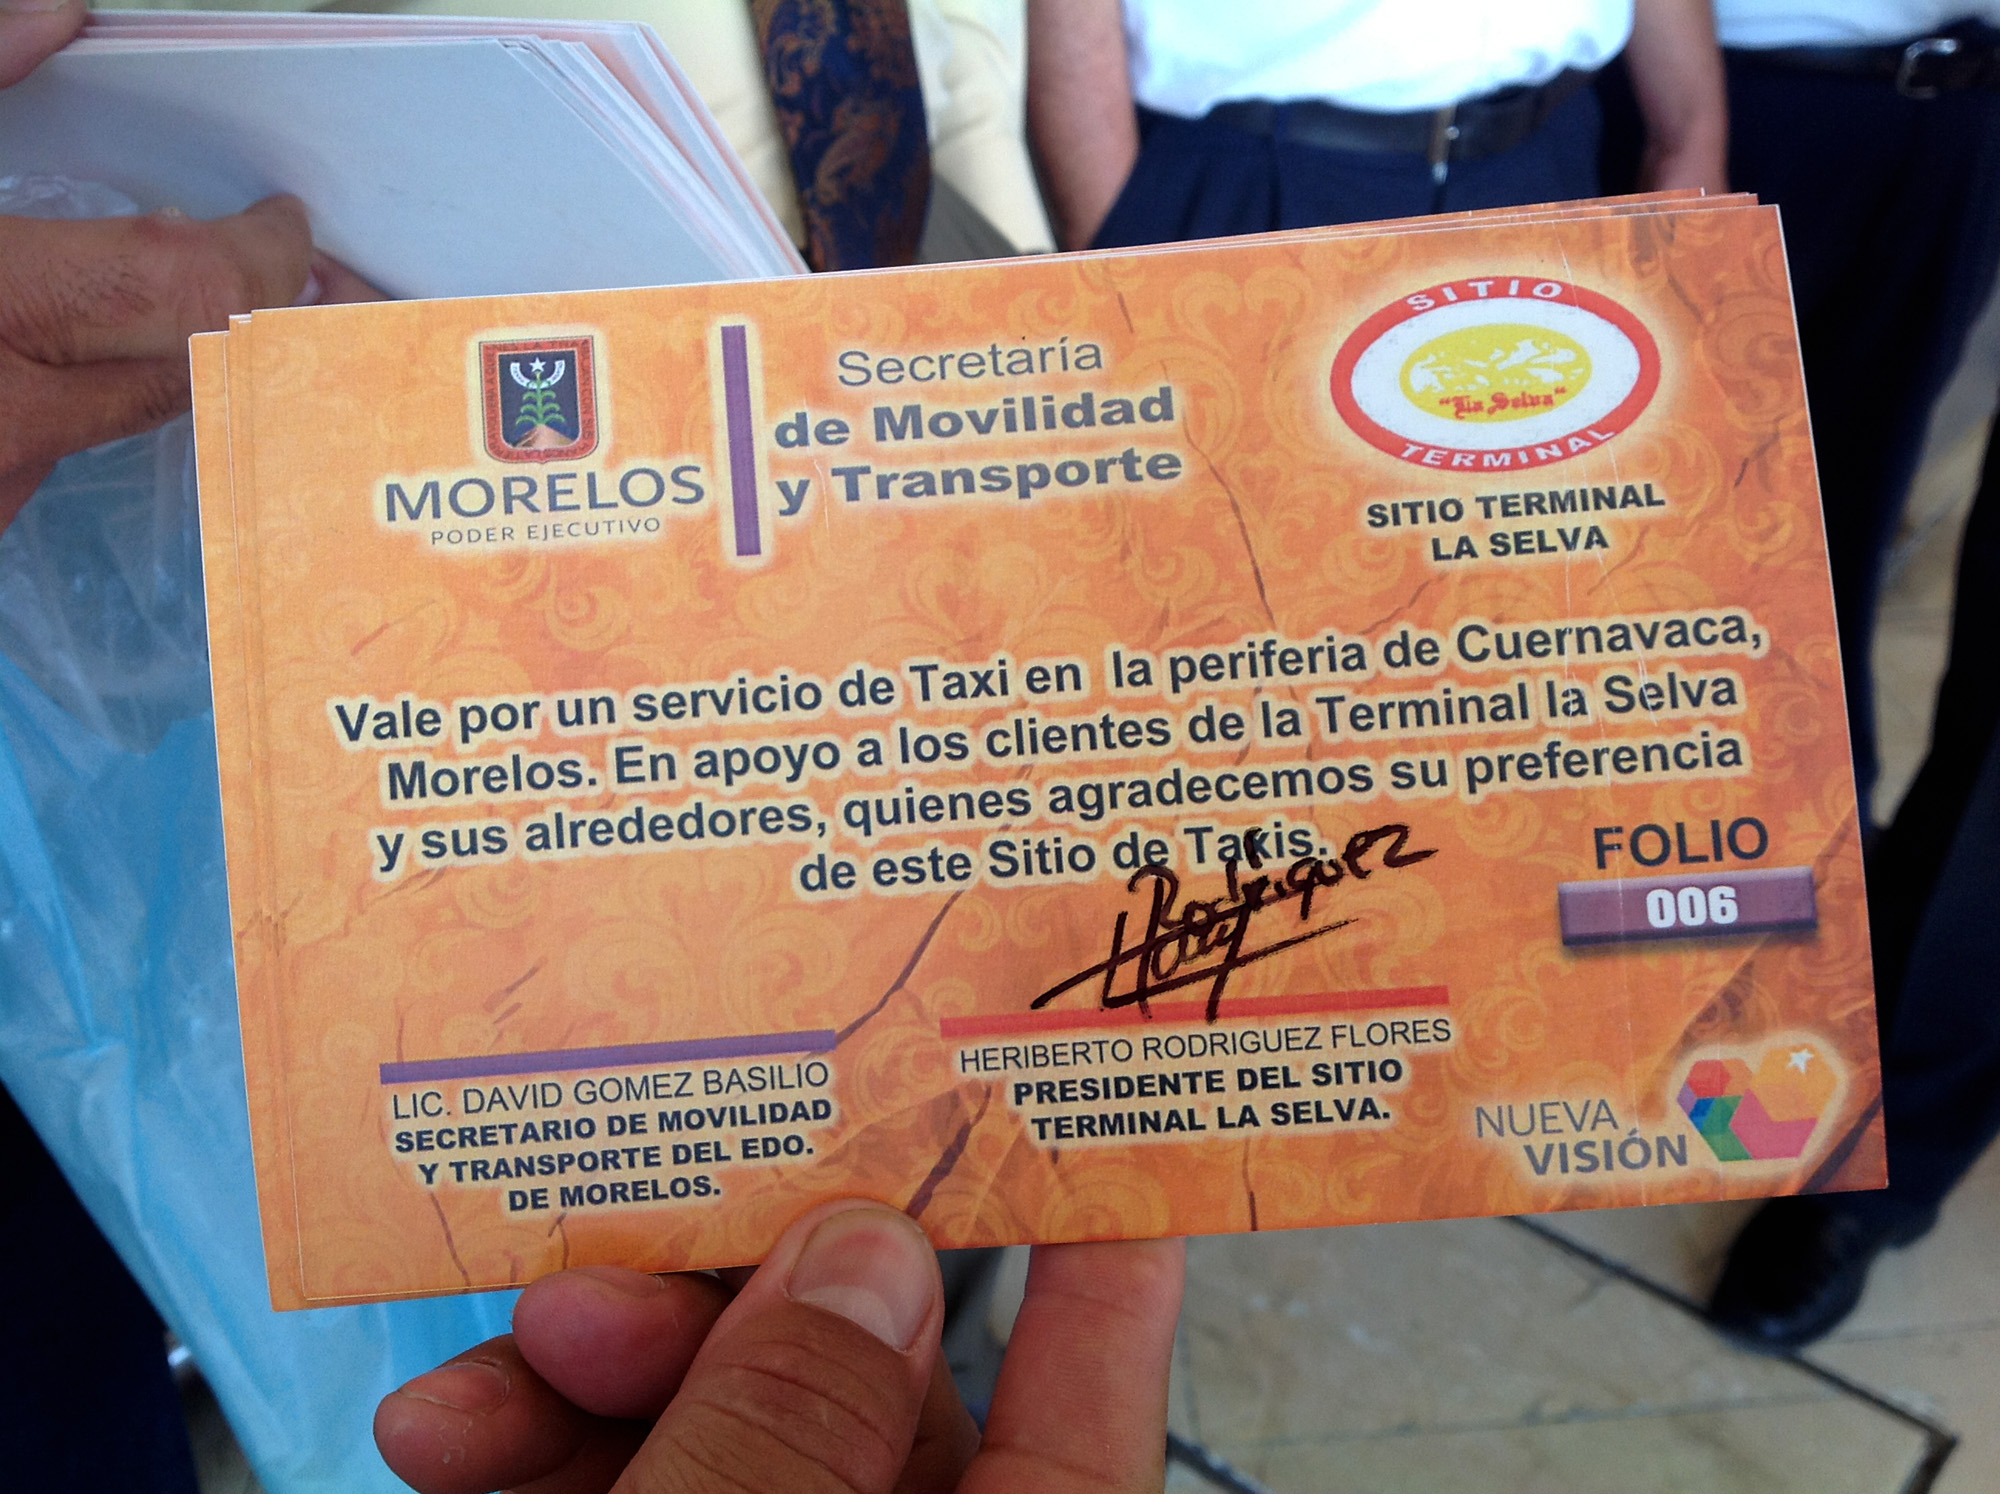 MORELOS
PODER EJECUTIVO
Secretaría
de Movilidad
y Transporte
SITIO
"La Selva"
TERMINAL
SITIO TERMINAL
LA SELVA
Vale por un servicio de Taxi en la periferia de Cuernavaca,
Morelos. En apoyo a los clientes de la Terminal la Selva
y sus alrededores, quienes agradecemos su preferencia
de este Sitio de Taxis.
FOLIO
006
Rodriguez
LIC. DAVID GOMEZ BASILIO
SECRETARIO DE MOVILIDAD
Y TRANSPORTE DEL EDO.
DE MORELOS.
HERIBERTO RODRIGUEZ FLORES
PRESIDENTE DEL SITIO
TERMINAL LA SELVA.
NUEVA
VISIÓN